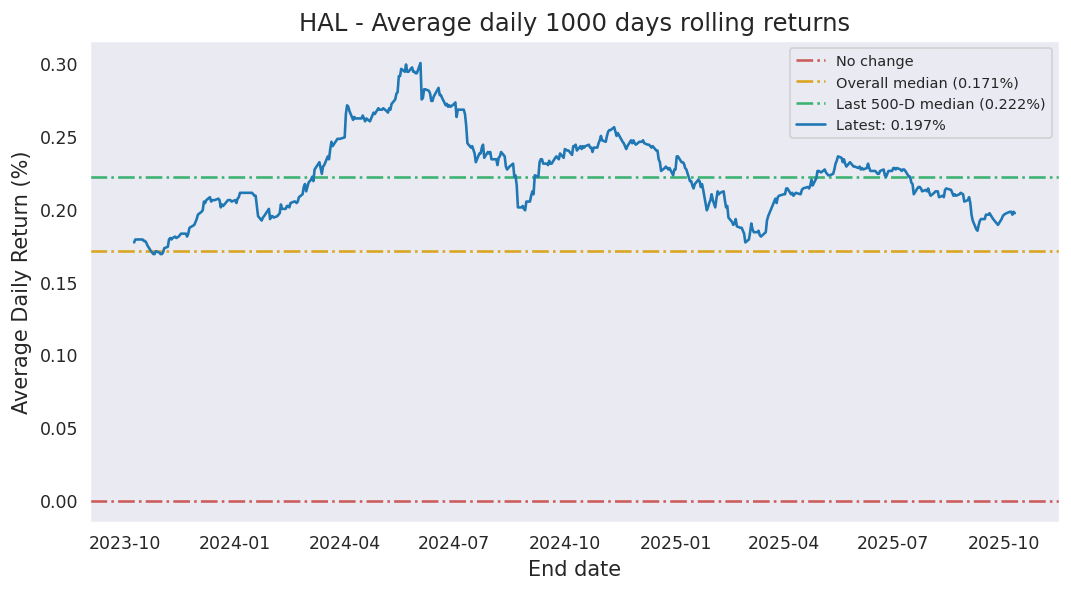 HAL - Average daily 1000 days rolling returns
No change
Overall median (0.171%)
Last 500-D median (0.222%)
Latest: 0.197%
Average Daily Return (%)
0.30
0.25
0.20
0.15
0.10
0.05
0.00
2023-10 2024-01 2024-04 2024-07 2024-10 2025-01 2025-04 2025-07 2025-10
End date